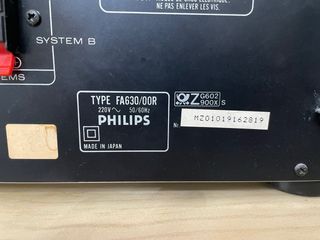 NE PAS ENLEVER LES VIS.
SYSTEM B
EMS
TYPE FA630/00R
220V~ 50/60Hz
PHILIPS
MADE IN JAPAN
Z G602
900X S
Nr MZ01019162819